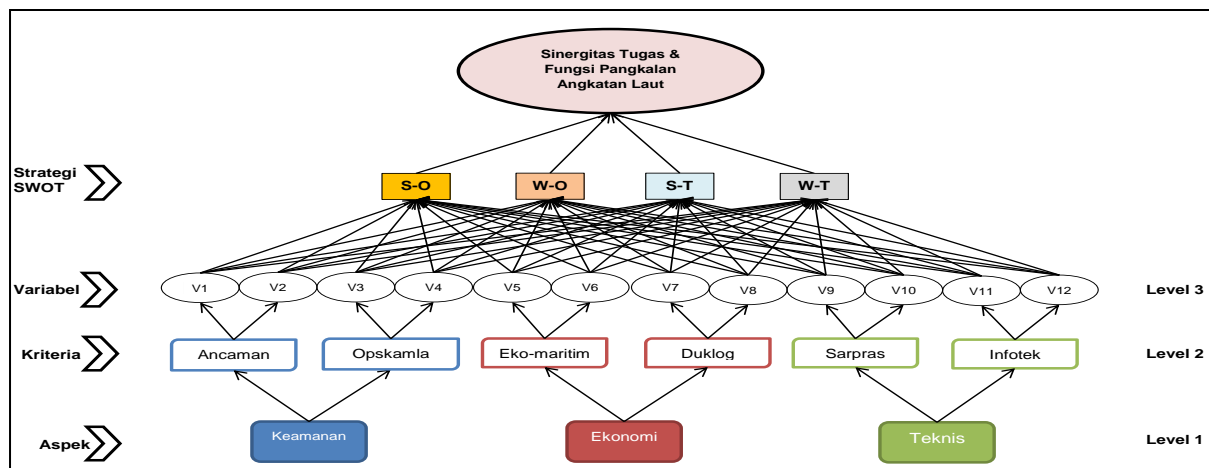 Sinergitas Tugas &
Fungsi Pangkalan
Angkatan Laut
Strategi
SWOT
S-O
W-O
S-T
W-T
Variabel
V1
V2
V3
V4
V5
V6
V7
V8
V9
V10
V11
V12
Level 3
Kriteria
Ancaman
Opskamla
Eko-maritim
Duklog
Sarpras
Infotek
Level 2
Aspek
Keamanan
Ekonomi
Teknis
Level 1